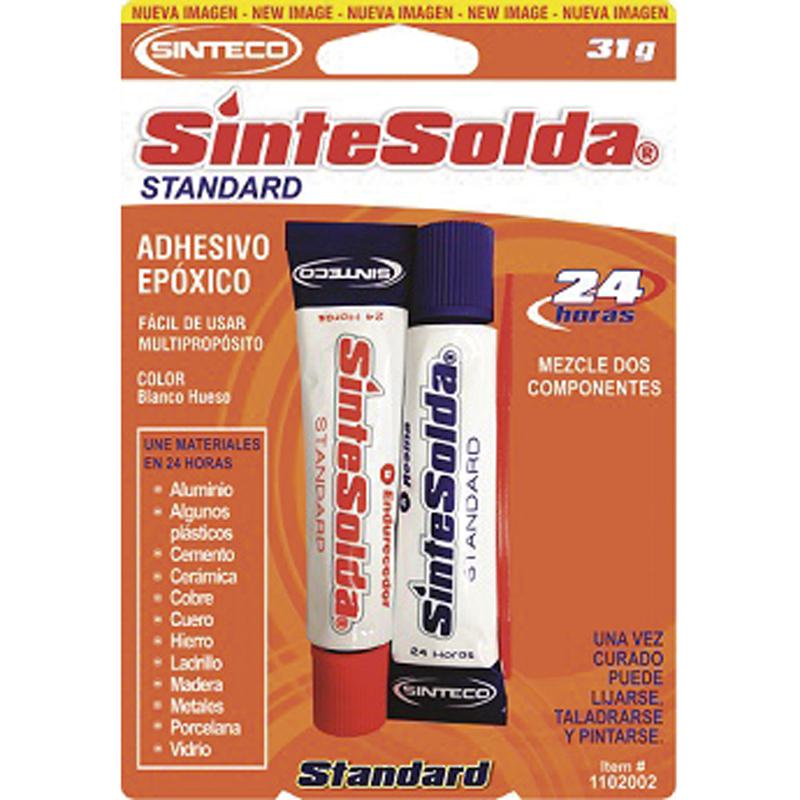 NUEVA IMAGEN - NEW IMAGE - NUEVA IMAGEN - NEW IMAGE - NUEVA IMAGEN
SINTECO
31g
SinteSolda®
STANDARD
ADHESIVO
EPÓXICO
FÁCIL DE USAR
MULTIPROPÓSITO
COLOR
Blanco Hueso
UNE MATERIALES
EN 24 HORAS
Aluminio
Algunos
plásticos
Cemento
Cerámica
Cobre
Cuero
Hierro
Ladrillo
Madera
Metales
Porcelana
Vidrio
SINTECO
24 Horas
SinteSolda®
STANDARD
Endurecedor
SinteSolda®
STANDARD
Resina
24 Horas
SINTECO
24
horas
MEZCLE DOS
COMPONENTES
UNA VEZ
CURADO
PUEDE
LIJARSE,
TALADRARSE
Y PINTARSE.
Standard
Item #
1102002